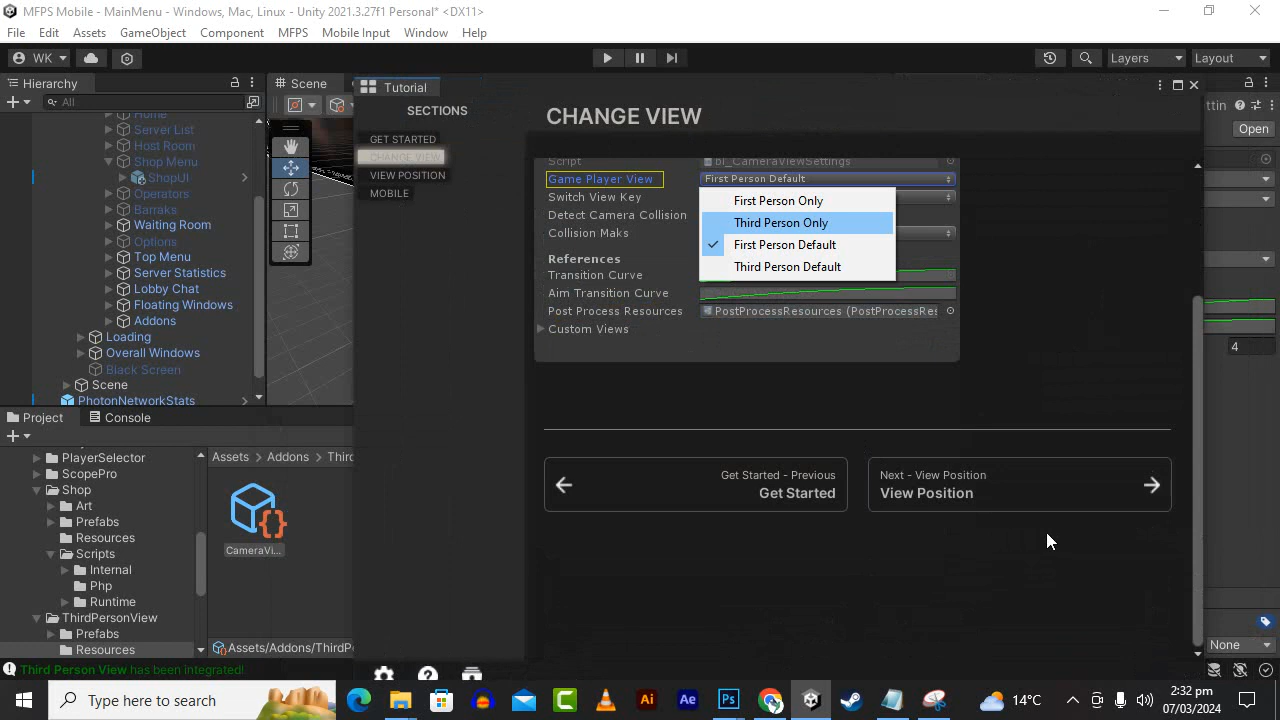 MFPS Mobile - MainMenu - Windows, Mac, Linux - Unity 2021.3.27f1 Personal* <DX11>
File Edit Assets GameObject Component MFPS Mobile Input Window Help
WK Layers Layout
Hierarchy Scene Tutorial
All SECTIONS CHANGE VIEW
Home
Server List
Host Room
Shop Menu
ShopUI
Operators
Barraks
Waiting Room
Options
Top Menu
Server Statistics
Lobby Chat
Floating Windows
Addons
Loading
Overall Windows
Black Screen
Scene
PhotonNetworkStats
GET STARTED
CHANGE VIEW
VIEW POSITION
MOBILE
Script bl_CameraViewSettings
Game Player View First Person Default
Switch View Key
Detect Camera Collision
Collision Maks
References
Transition Curve
Aim Transition Curve
Post Process Resources PostProcessResources (PostProcessRes
Custom Views
First Person Only
Third Person Only
First Person Default
Third Person Default
Get Started - Previous
Get Started
Next - View Position
View Position
ttin
Open
4
None
Project Console
PlayerSelector
ScopePro
Shop
Art
Prefabs
Resources
Scripts
Internal
Php
Runtime
ThirdPersonView
Prefabs
Resources
Assets > Addons > Third
CameraVi...
Assets/Addons/ThirdPe
Third Person View has been integrated!
Type here to search
14°C
2:32 pm
07/03/2024